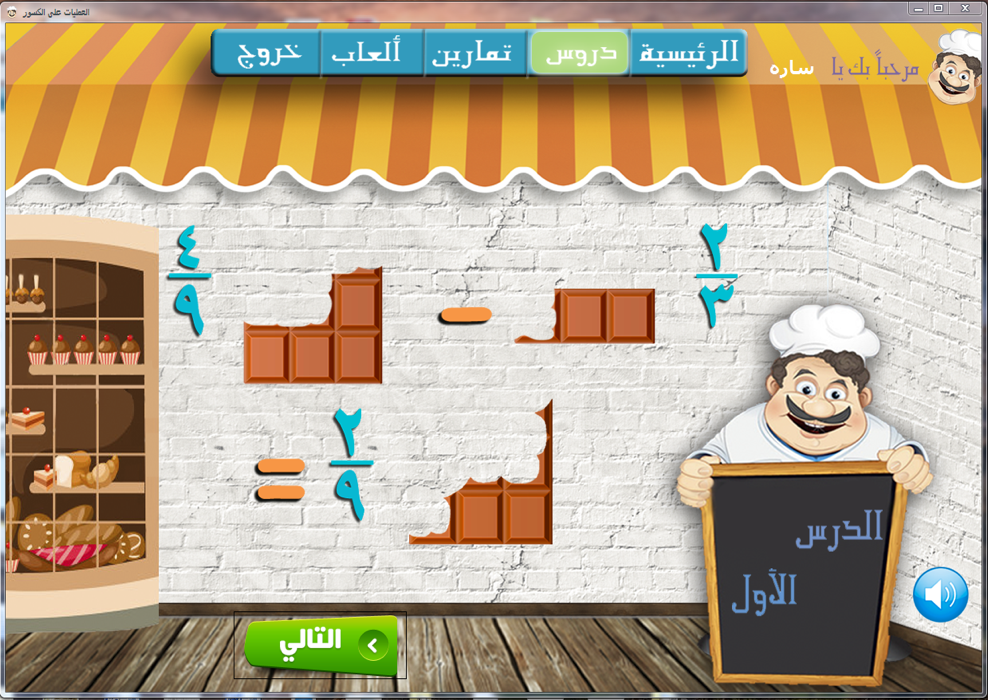 العمليات على الكسور
الرئيسية
دروس
تمارين
ألعاب
خروج
مرحباً بك يا ساره
٢
٣
-
٤
٩
=
٢
٩
الدرس
الأول
التالي